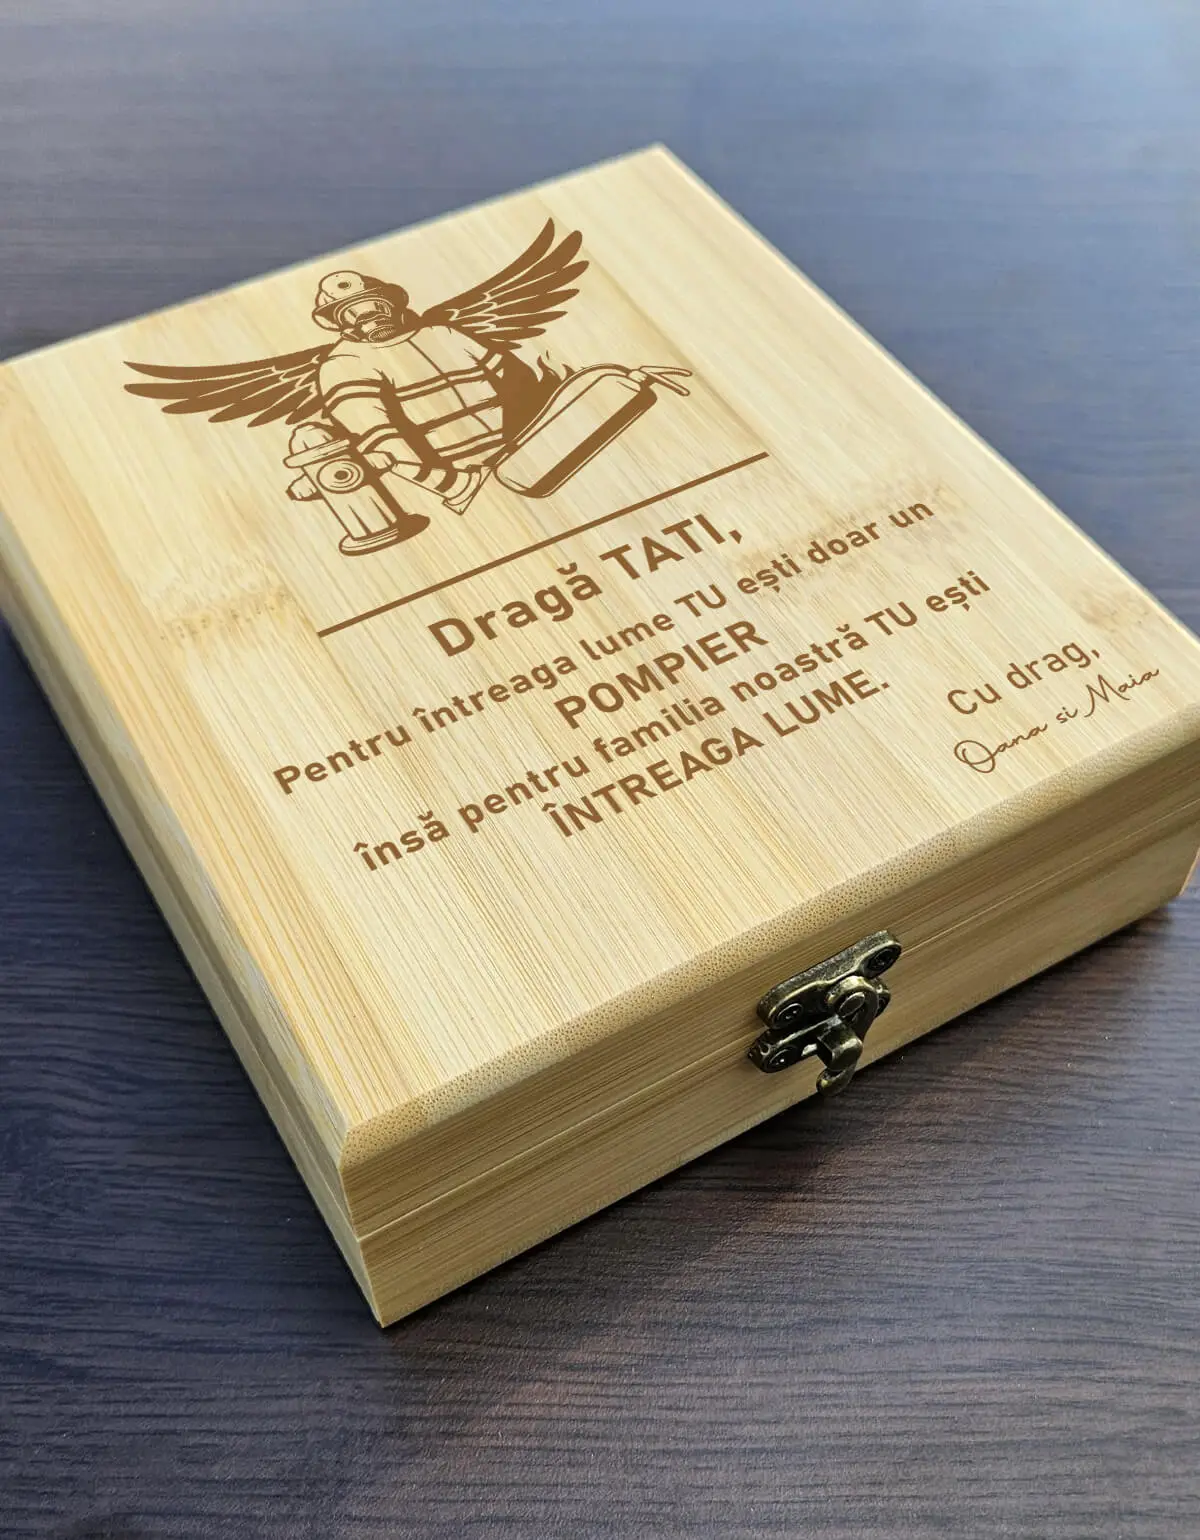 Dragă TATI,
Pentru întreaga lume TU ești doar un
POMPIER
însă pentru familia noastră TU ești
ÎNTREAGA LUME.
Cu drag,
Oana si Maia